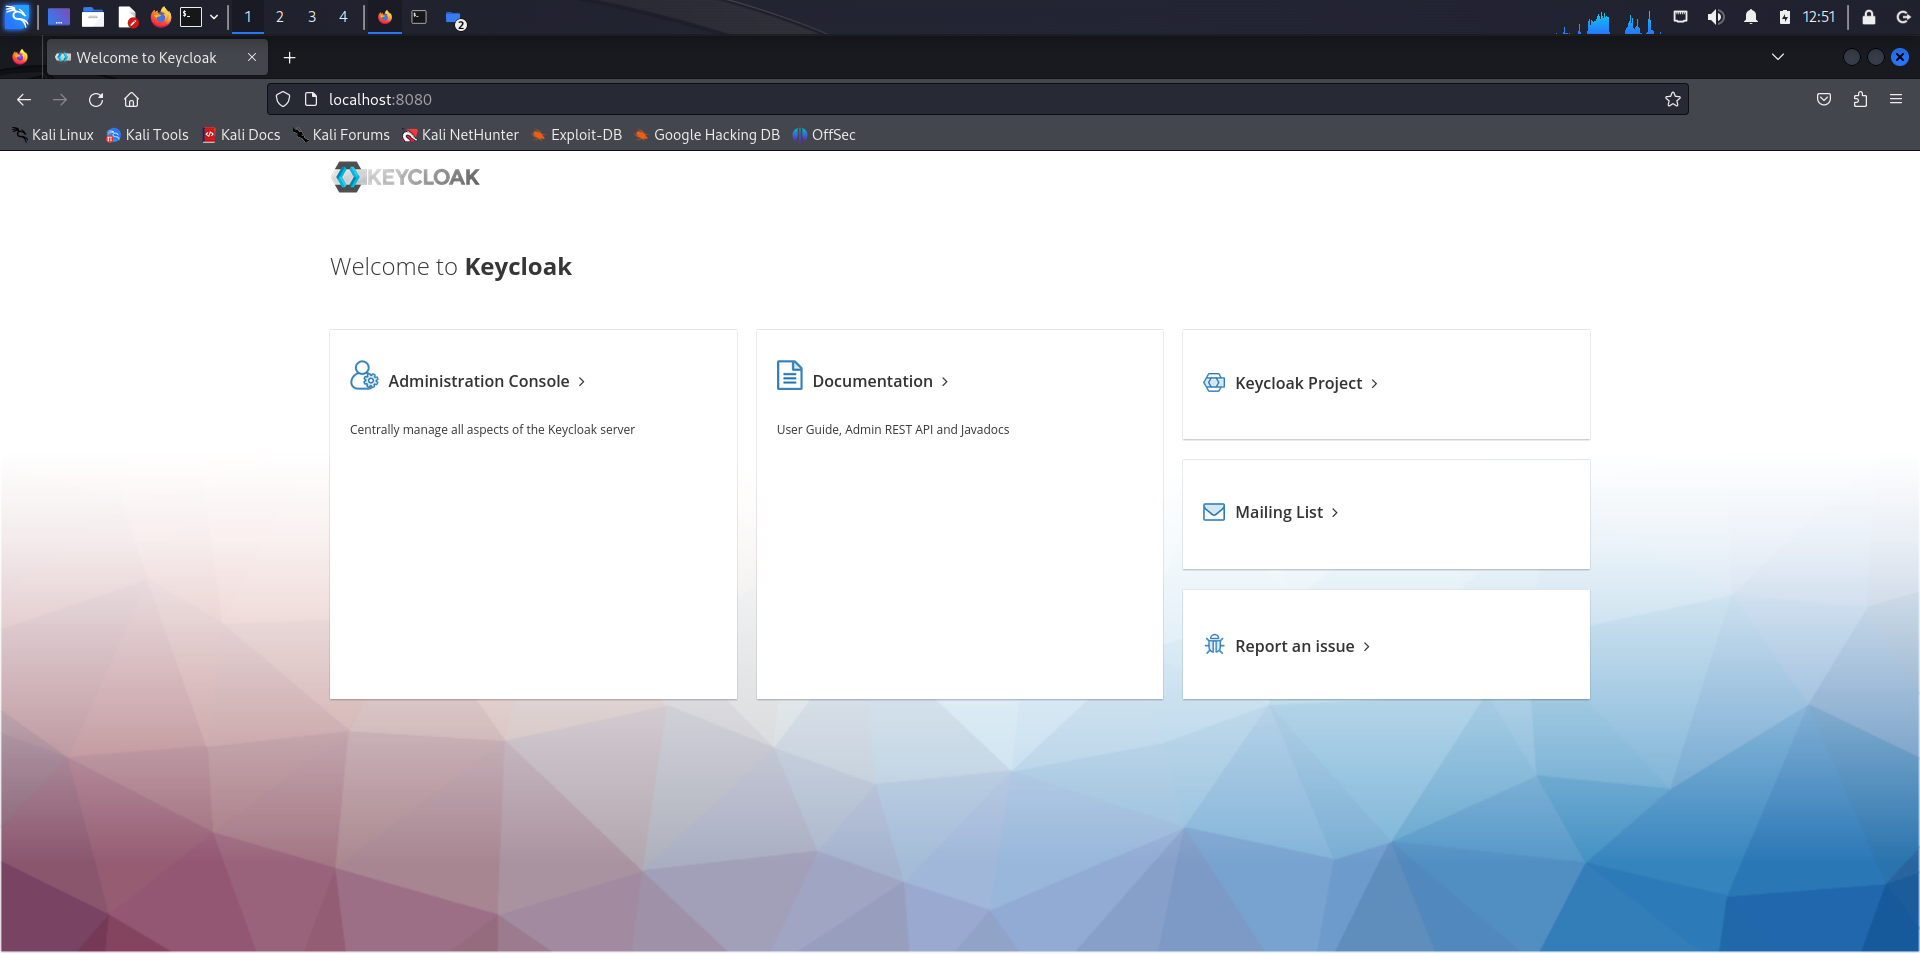 1 2 3 4 2 12:51
Welcome to Keycloak
localhost:8080
Kali Linux Kali Tools Kali Docs Kali Forums Kali NetHunter Exploit-DB Google Hacking DB OffSec
KEYCLOAK
Welcome to Keycloak
Administration Console
Centrally manage all aspects of the Keycloak server
Documentation
User Guide, Admin REST API and Javadocs
Keycloak Project
Mailing List
Report an issue